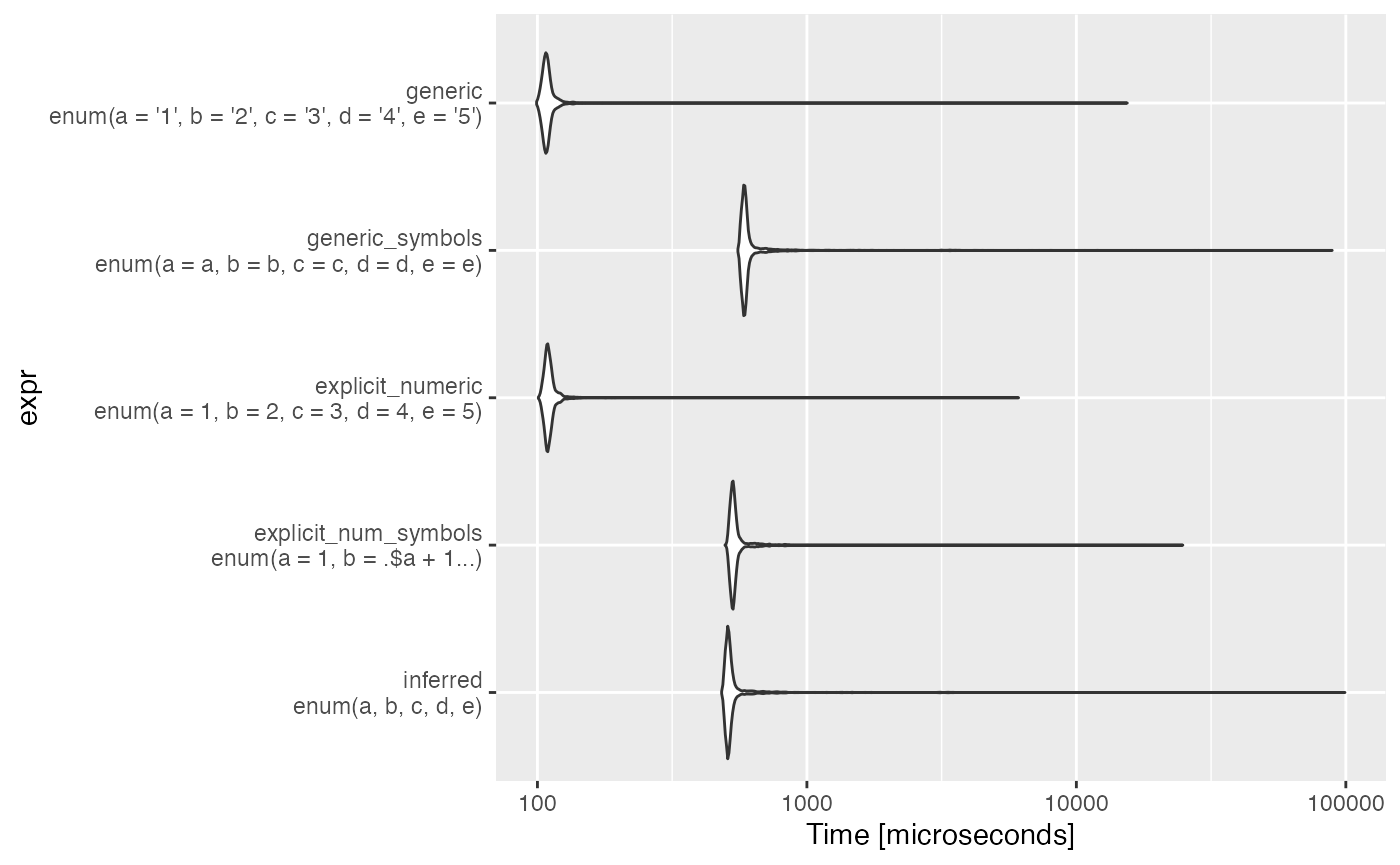 generic
enum(a = '1', b = '2', c = '3', d = '4', e = '5')
generic_symbols
enum(a = a, b = b, c = c, d = d, e = e)
explicit_numeric
enum(a = 1, b = 2, c = 3, d = 4, e = 5)
explicit_num_symbols
enum(a = 1, b = .$a + 1...)
inferred
enum(a, b, c, d, e)
expr
100 1000 10000 100000
Time [microseconds]